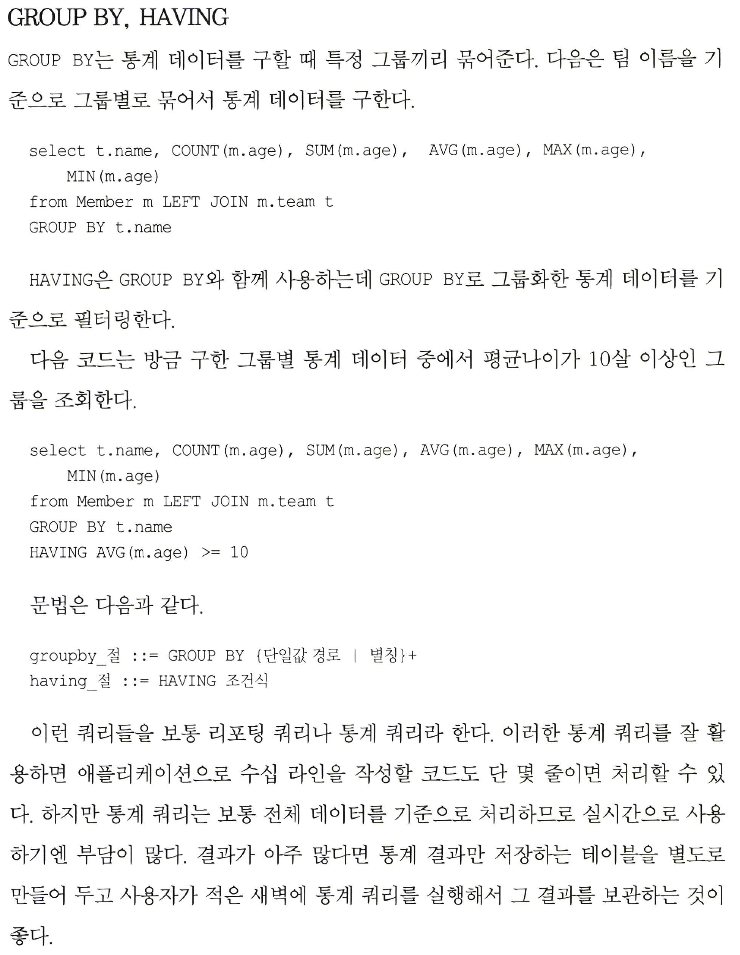 GROUP BY, HAVING
GROUP BY는 통계 데이터를 구할 때 특정 그룹끼리 묶어준다. 다음은 팀 이름을 기
준으로 그룹별로 묶어서 통계 데이터를 구한다.
select t.name, COUNT(m.age), SUM(m.age), AVG(m.age), MAX(m.age),
MIN(m.age)
from Member m LEFT JOIN m.team t
GROUP BY t.name
HAVING은 GROUP BY와 함께 사용하는데 GROUP BY로 그룹화한 통계 데이터를 기
준으로 필터링한다.
다음 코드는 방금 구한 그룹별 통계 데이터 중에서 평균나이가 10살 이상인 그
룹을 조회한다.
select t.name, COUNT(m.age), SUM(m.age), AVG(m.age), MAX(m.age),
MIN(m.age)
from Member m LEFT JOIN m.team t
GROUP BY t.name
HAVING AVG(m.age) >= 10
문법은 다음과 같다.
groupby_절 ::= GROUP BY {단일값 경로 | 별칭}+
having_절 ::= HAVING 조건식
이런 쿼리들을 보통 리포팅 쿼리나 통계 쿼리라 한다. 이러한 통계 쿼리를 잘 활
용하면 애플리케이션으로 수십 라인을 작성할 코드도 단 몇 줄이면 처리할 수 있
다. 하지만 통계 쿼리는 보통 전체 데이터를 기준으로 처리하므로 실시간으로 사용
하기엔 부담이 많다. 결과가 아주 많다면 통계 결과만 저장하는 테이블을 별도로
만들어 두고 사용자가 적은 새벽에 통계 쿼리를 실행해서 그 결과를 보관하는 것이
좋다.